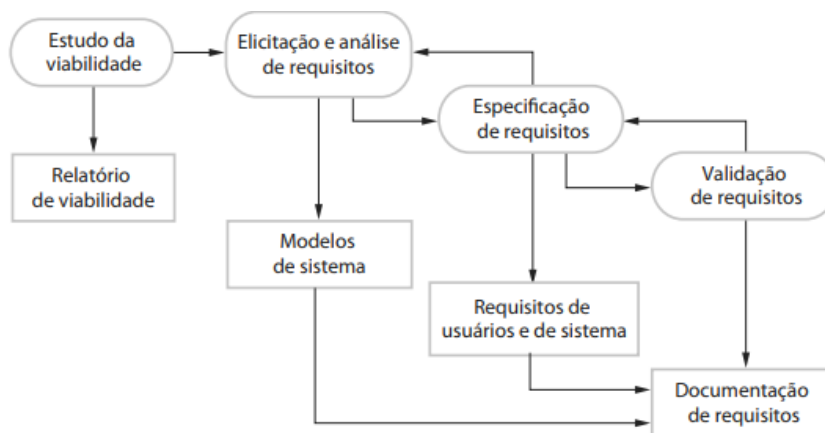 Estudo da
viabilidade
Elicitação e análise
de requisitos
Especificação
de requisitos
Validação
de requisitos
Relatório
de viabilidade
Modelos
de sistema
Requisitos de
usuários e de sistema
Documentação
de requisitos